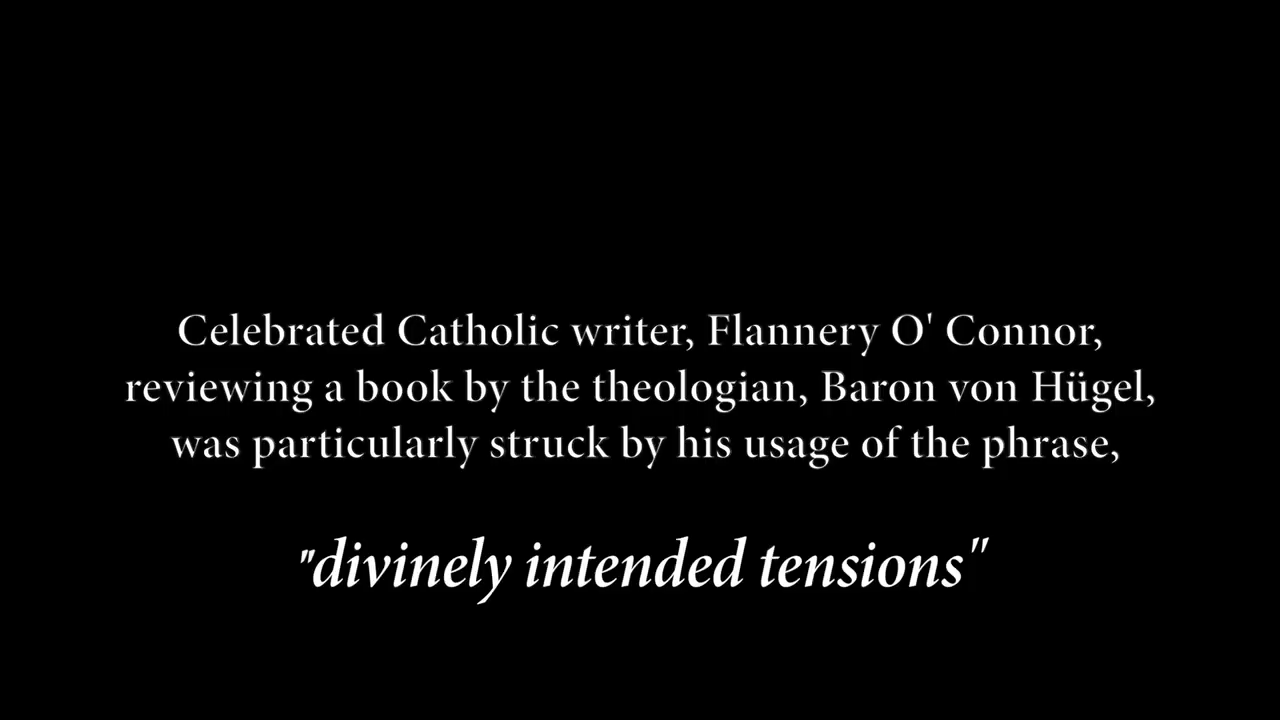 Celebrated Catholic writer, Flannery O' Connor,
reviewing a book by the theologian, Baron von Hügel,
was particularly struck by his usage of the phrase,
"divinely intended tensions"